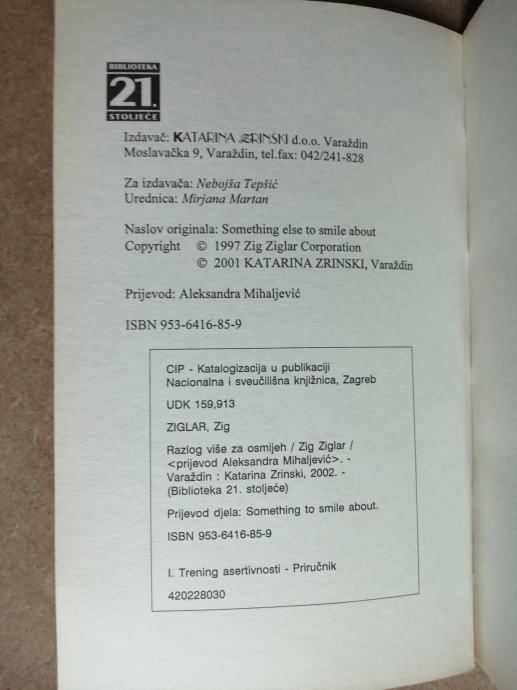 BIBLIOTEKA
21.
STOLJEĆE
Izdavač: KATARINA ZRINSKI d.o.o. Varaždin
Moslavačka 9, Varaždin, tel.fax: 042/241-828
Za izdavača: Nebojša Tepšić
Urednica: Mirjana Martan
Naslov originala: Something else to smile about
Copyright © 1997 Zig Ziglar Corporation
© 2001 KATARINA ZRINSKI, Varaždin
Prijevod: Aleksandra Mihaljević
ISBN 953-6416-85-9
CIP - Katalogizacija u publikaciji
Nacionalna i sveučilišna knjižnica, Zagreb
UDK 159,913
ZIGLAR, Zig
Razlog više za osmijeh / Zig Ziglar /
<prijevod Aleksandra Mihaljević>. -
Varaždin : Katarina Zrinski, 2002. -
(Biblioteka 21. stoljeće)
Prijevod djela: Something to smile about.
ISBN 953-6416-85-9
I. Trening asertivnosti - Priručnik
420228030